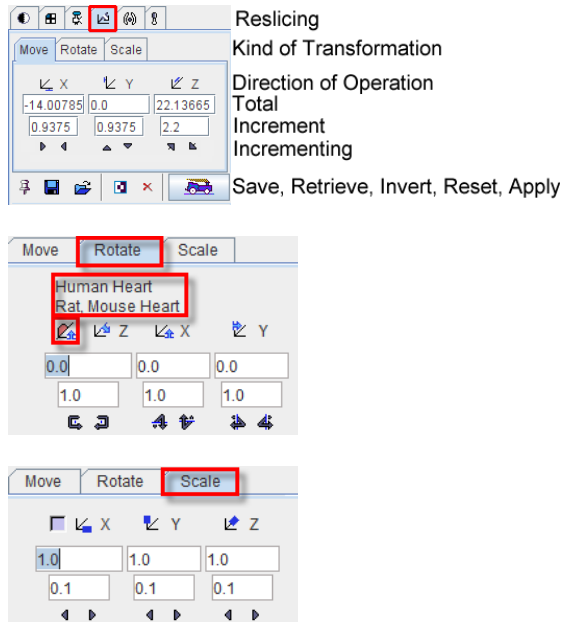 Reslicing
Move Rotate Scale Kind of Transformation
X Y Z Direction of Operation
-14.00785 0.0 22.13665 Total
0.9375 0.9375 2.2 Increment
Incrementing
Save, Retrieve, Invert, Reset, Apply
Move Rotate Scale
Human Heart
Rat, Mouse Heart
Z X Y
0.0 0.0 0.0
1.0 1.0 1.0
Move Rotate Scale
X Y Z
1.0 1.0 1.0
0.1 0.1 0.1